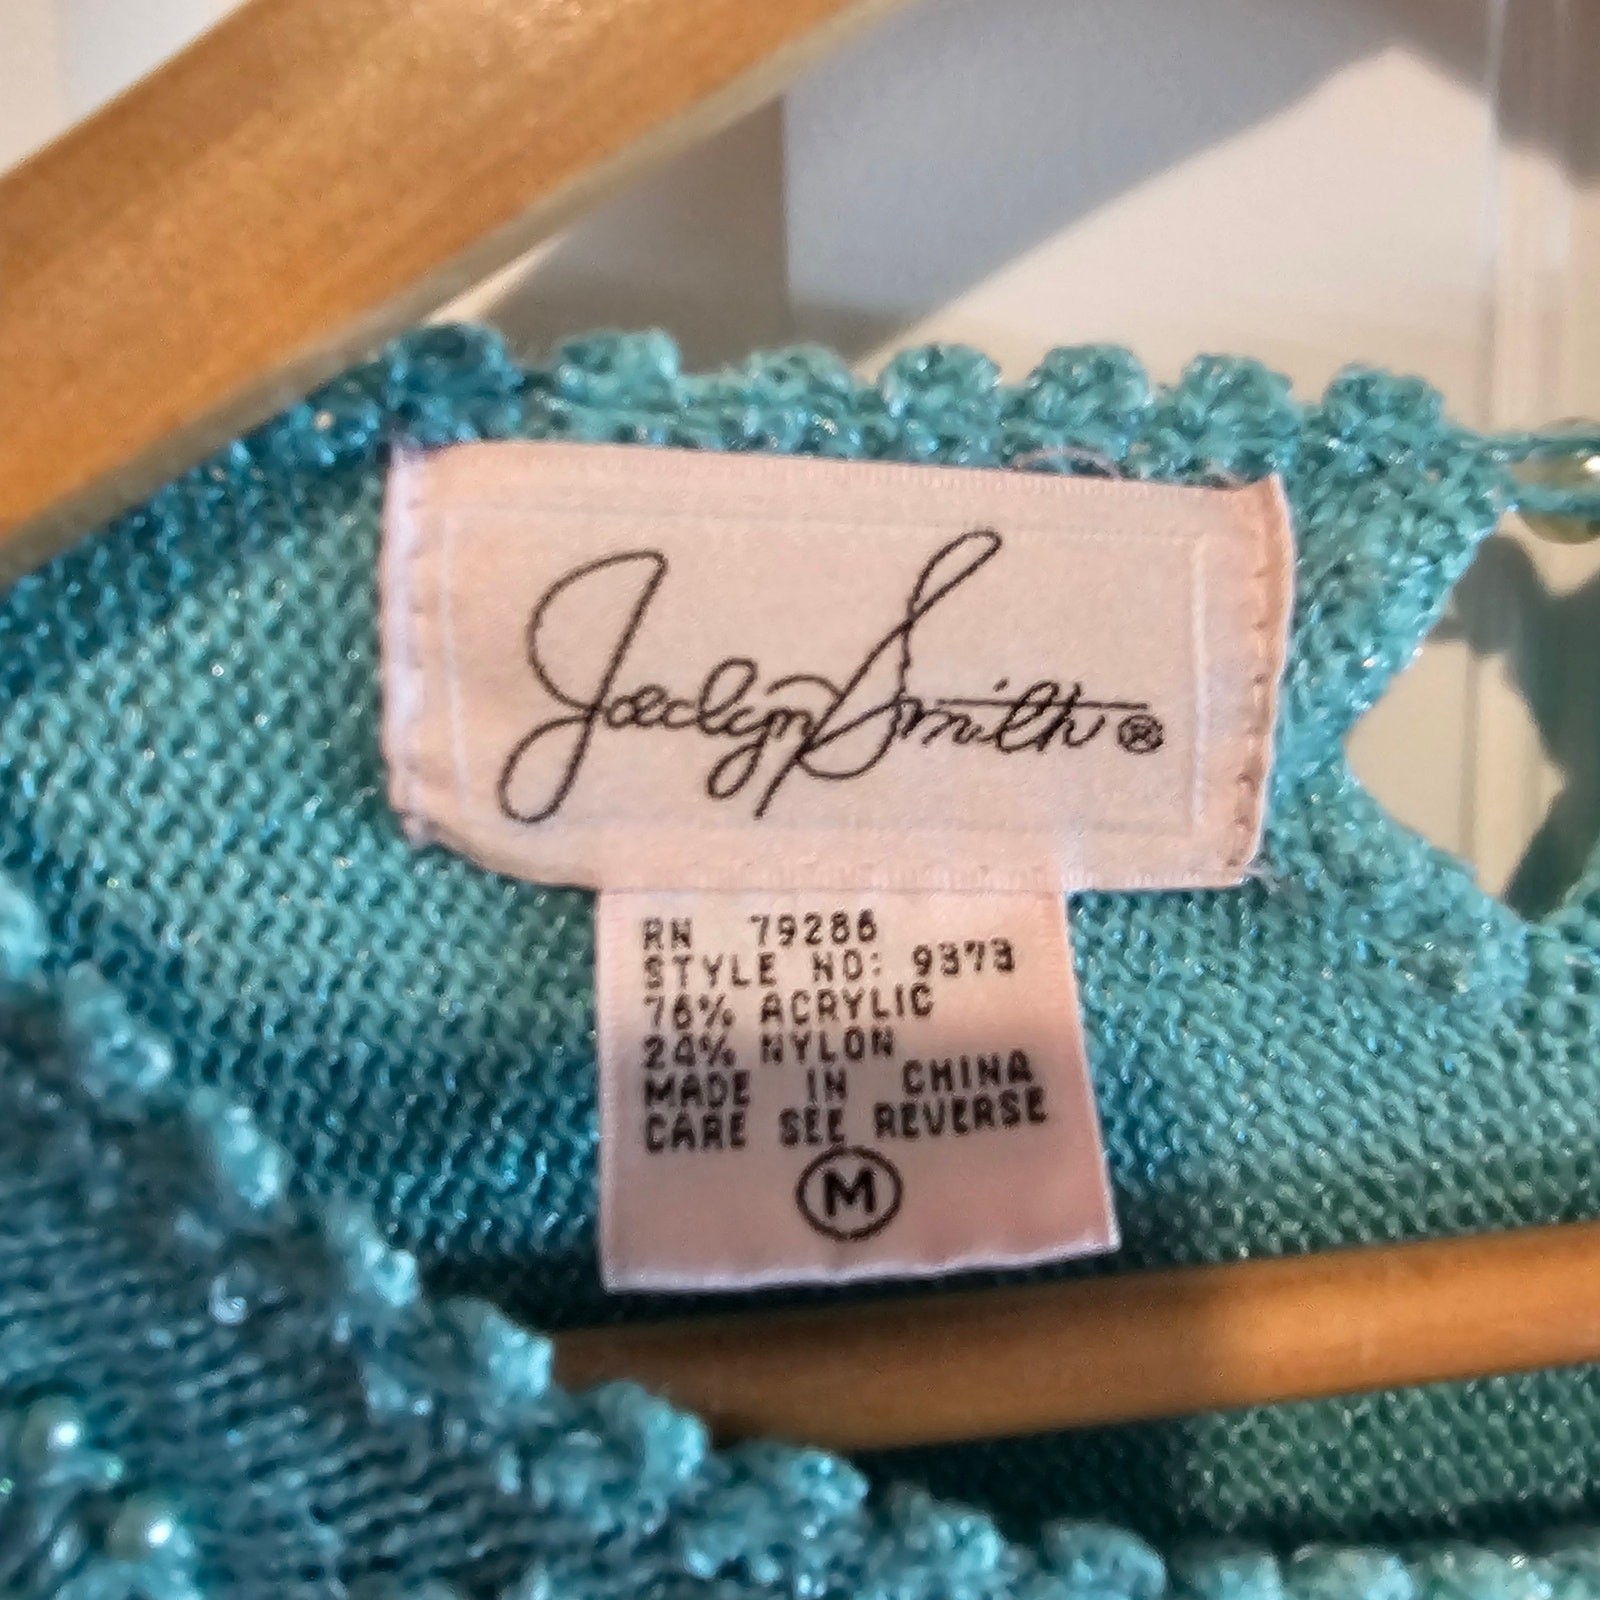 Jaclyn Smith®
RN 79286
STYLE NO: 9373
76% ACRYLIC
24% NYLON
MADE IN CHINA
CARE SEE REVERSE
M